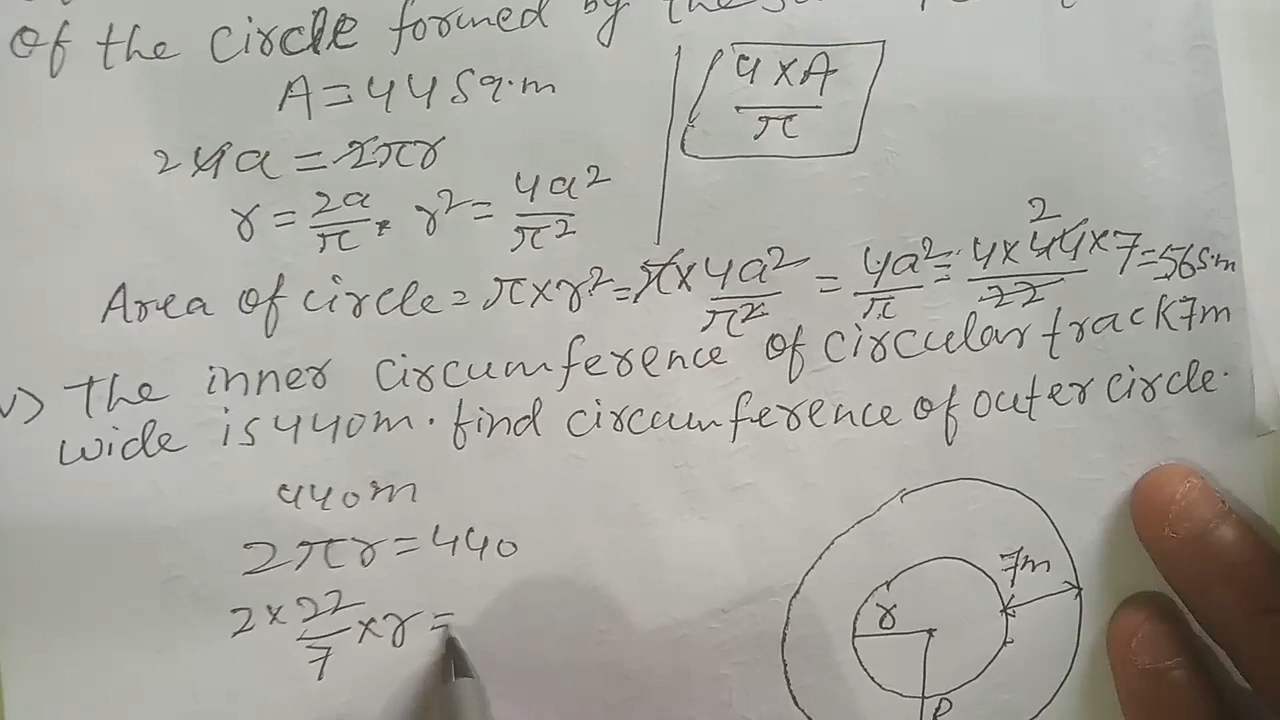 of the circle formed by the
A = 44 sq.m
4×A/π
2 4a = 2πr
r = 2a/π . r² = 4a²/π²
Area of circle = π×r² = π×4a²/π² = 4a²/π = 4×44×7/22 2 = 56 s.m
v) The inner circumference of circular track 7m
wide is 440m. find circumference of outer circle.
440m
2πr = 440
2×22/7×r =
7m
r
R